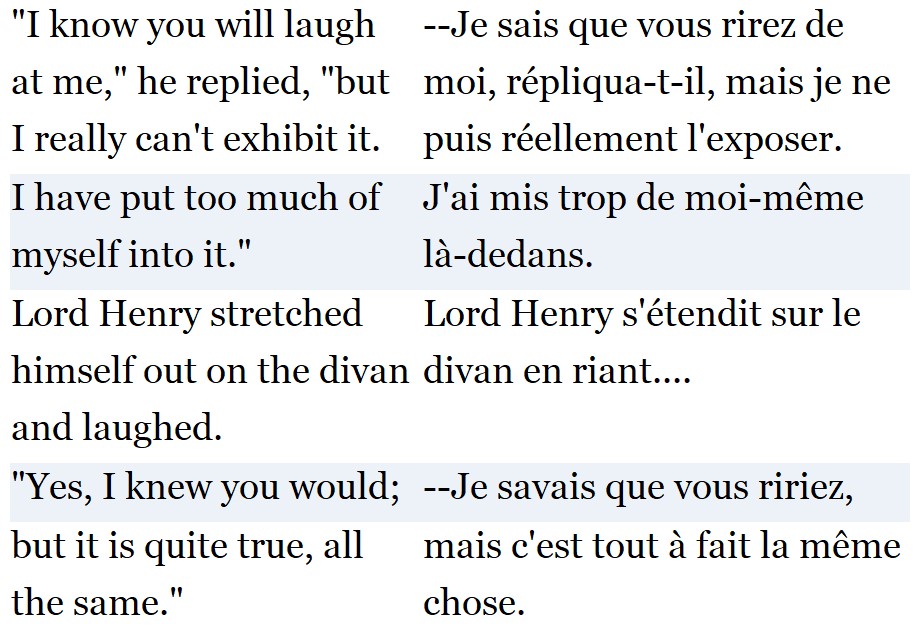 "I know you will laugh
at me," he replied, "but
I really can't exhibit it.
--Je sais que vous rirez de
moi, répliqua-t-il, mais je ne
puis réellement l'exposer.
I have put too much of
myself into it."
J'ai mis trop de moi-même
là-dedans.
Lord Henry stretched
himself out on the divan
and laughed.
Lord Henry s'étendit sur le
divan en riant....
"Yes, I knew you would;
--Je savais que vous ririez,
but it is quite true, all
the same."
mais c'est tout à fait la même
chose.